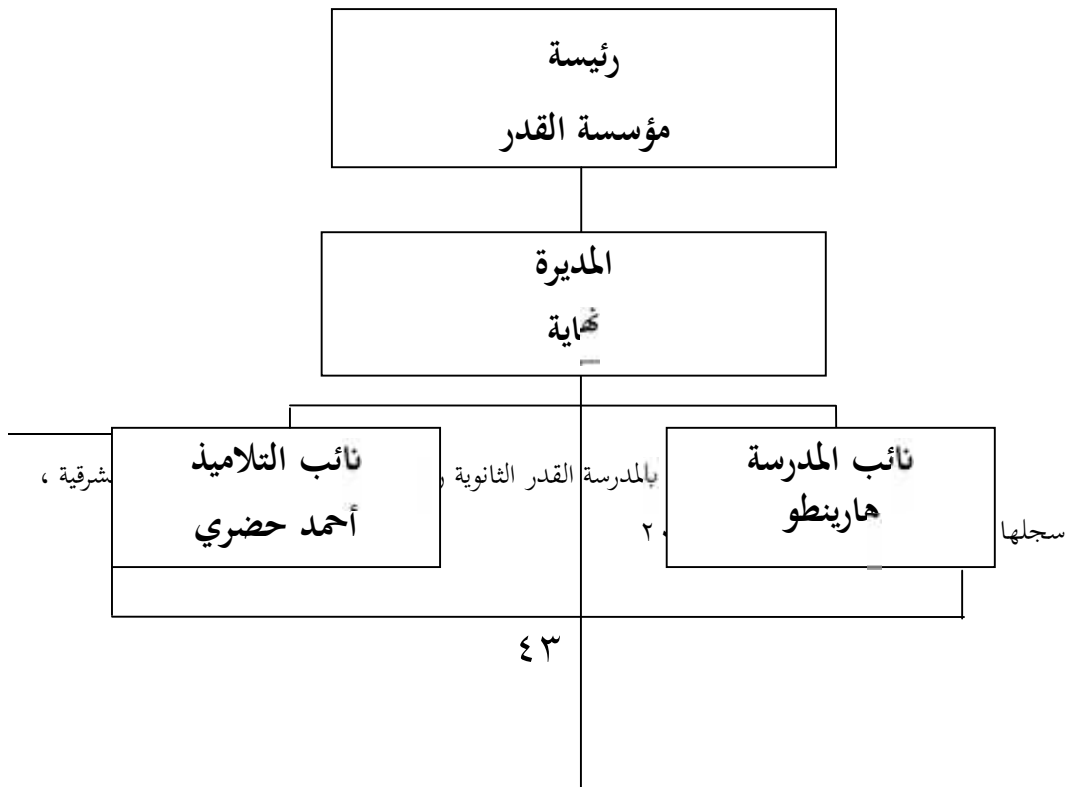 رئيسة
مؤسسة القدر
المديرة
نهاية
نائب المدرسة
هارينطو
نائب التلاميذ
أحمد حضري
بالمدرسة القدر الثانوية
شرقية ،
سجلها
٤٣